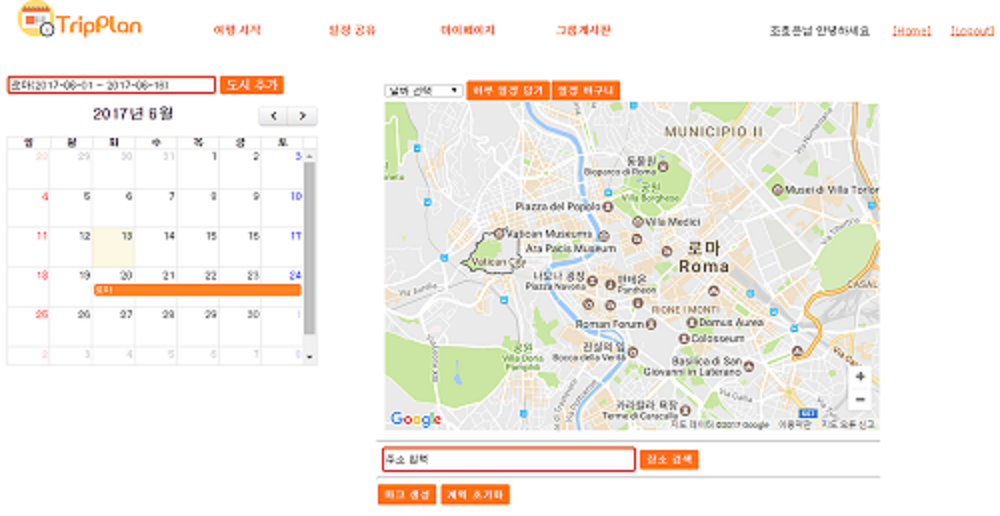 TripPlan
여행 시작 일정 공유 마이페이지 그룹게시판
님 안녕하세요 [Home] [Logout]
로마(2017-06-01 ~ 2017-06-16) 도시 추가
2017년 6월
일 월 화 수 목 금 토
28 29 30 31 1 2 3
4 5 6 7 8 9 10
11 12 13 14 15 16 17
18 19 20 21 22 23 24
로마
25 26 27 28 29 30 1
2 3 4 5 6 7 8
날짜 선택 하루 일정 담기 일정 바구니
MUNICIPIO II
동물원
Bioparco di Roma
공원
Villa Borghese
Musei di Villa Torlon
Piazza del Popolo
Villa Medici
Vatican Museums
Ara Pacis Museum
Vatican City
로마
Roma
나보나 광장
Piazza Navona
판테온
Pantheon
Via Aurelia
CASAL
RIONE I MONTI
Roman Forum
Domus Aurea
Colosseum
진실의 입
Bocca della Verità
공원
Villa Doria
Pamphili
Basilica di San
Giovanni in Laterano
카라칼라 욕장
Terme di Caracalla
+
−
Google
지도 데이터 ©2017 Google 이용약관 지도 오류 신고
주소 입력 장소 검색
마크 생성 계획 초기화